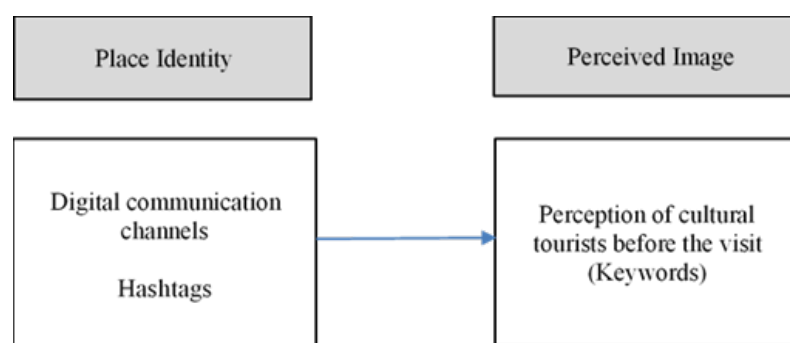 Place Identity
Perceived Image
Digital communication
channels
Hashtags
Perception of cultural
tourists before the visit
(Keywords)